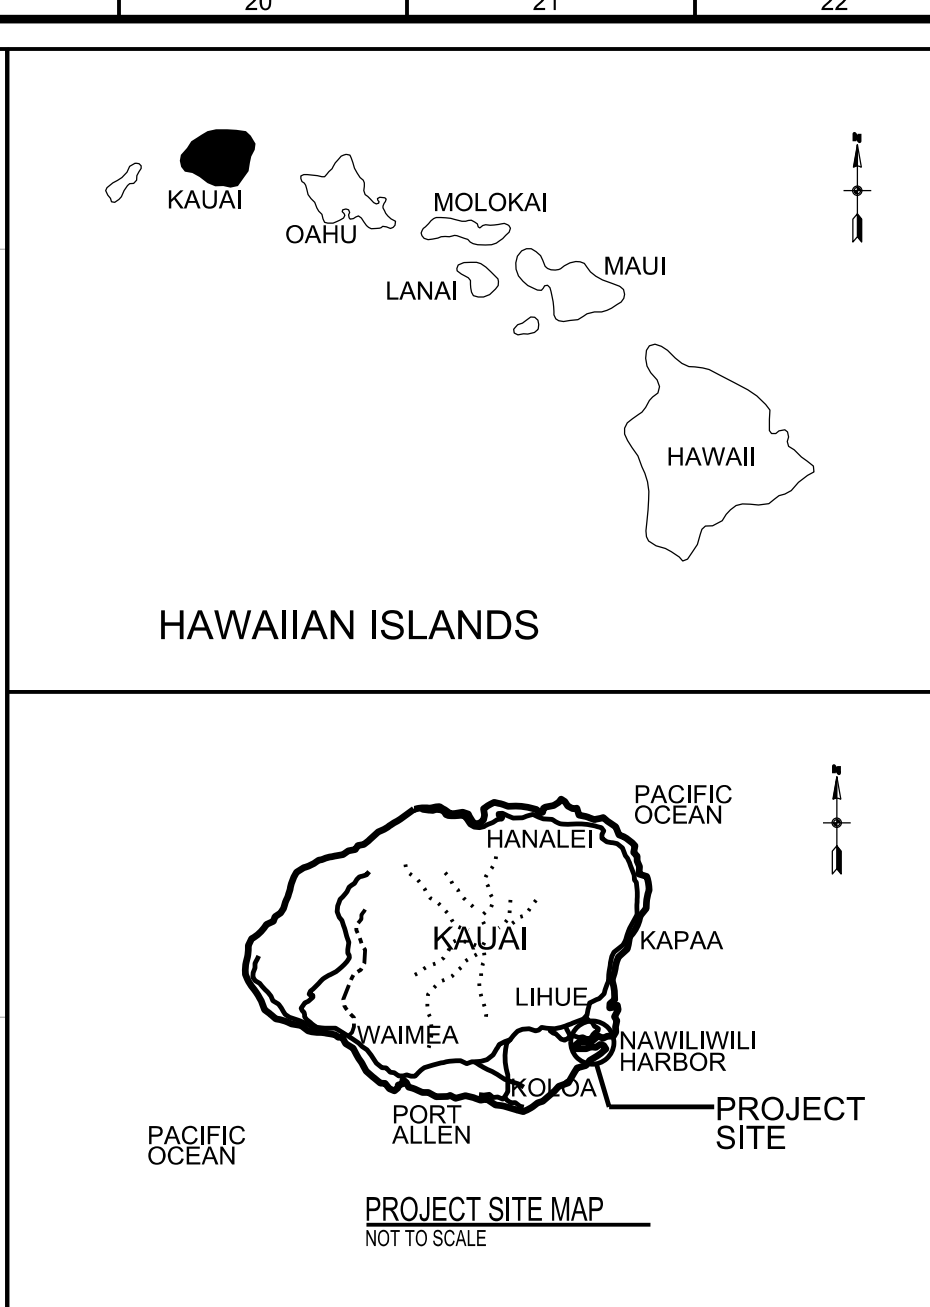 20 21 22
KAUAI
MOLOKAI
OAHU
MAUI
LANAI
HAWAII
HAWAIIAN ISLANDS
PACIFIC
OCEAN
HANALEI
KAUAI
KAPAA
LIHUE
WAIMEA
NAWILIWILI
HARBOR
KOLOA
PORT
ALLEN
PROJECT
SITE
PACIFIC
OCEAN
PROJECT SITE MAP
NOT TO SCALE